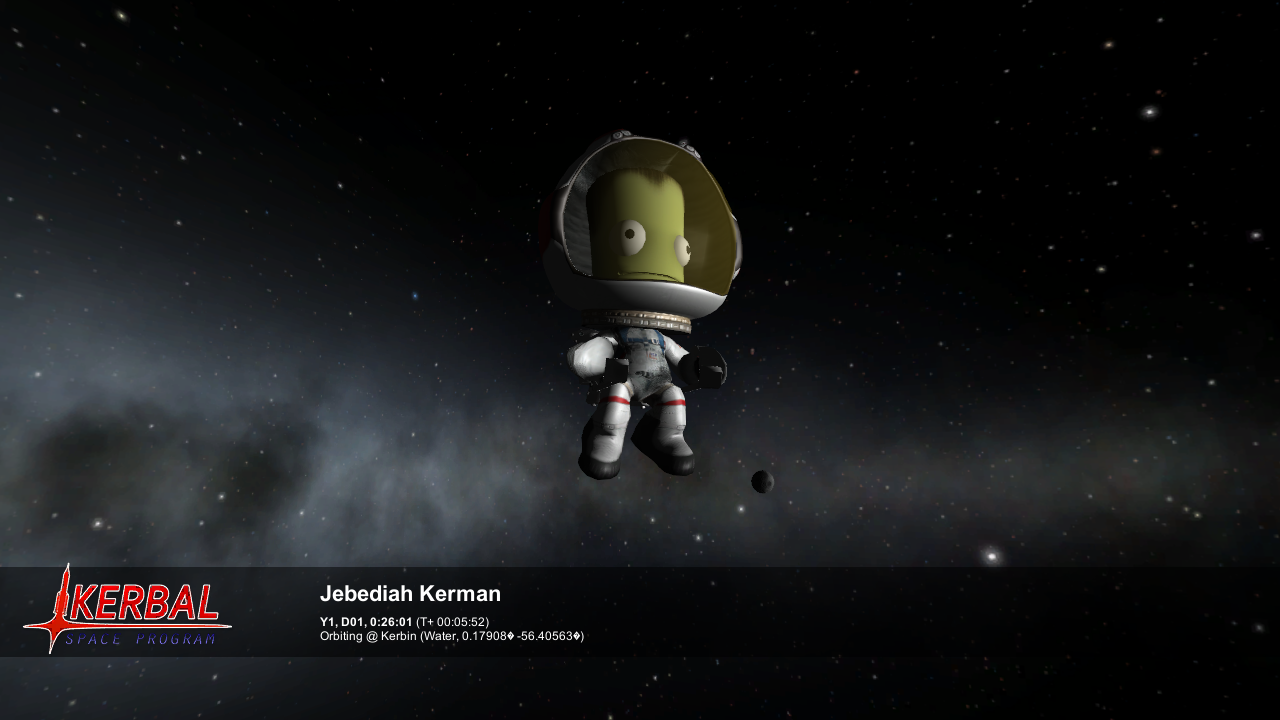 KERBAL
SPACE PROGRAM
Jebediah Kerman
Y1, D01, 0:26:01 (T+ 00:05:52)
Orbiting @ Kerbin (Water, 0.17908� -56.40563�)